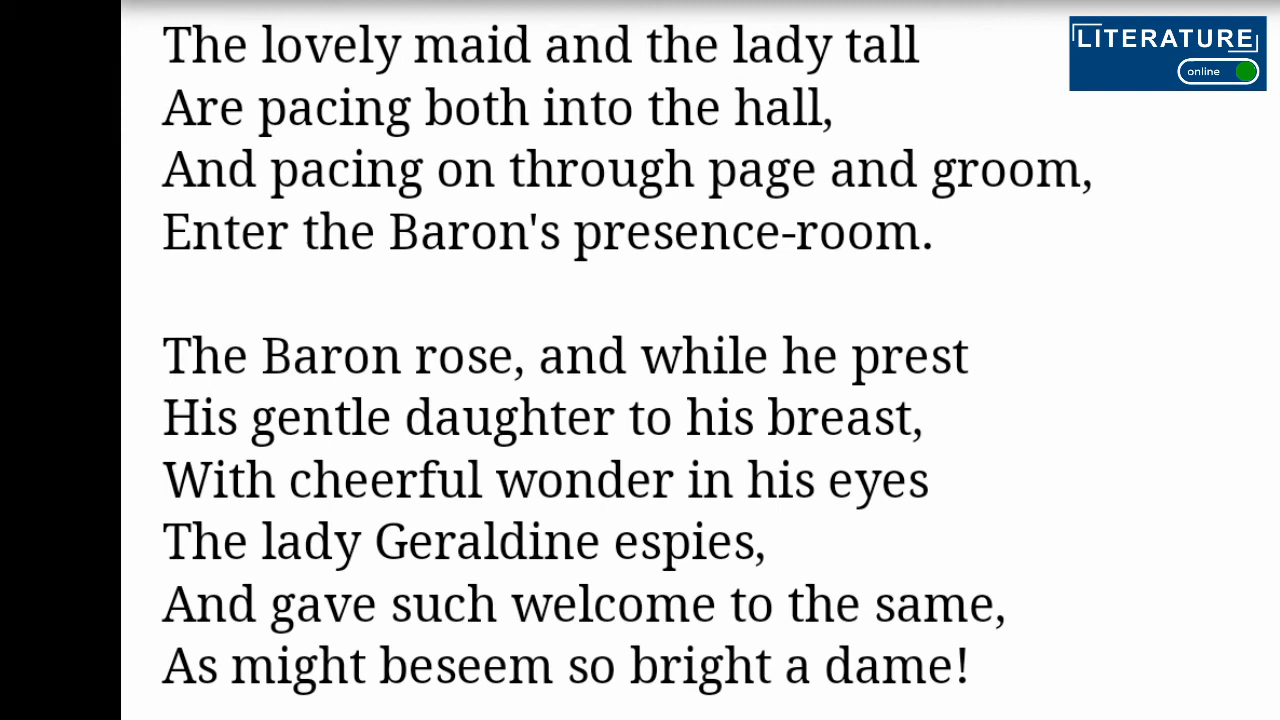 The lovely maid and the lady tall
Are pacing both into the hall,
And pacing on through page and groom,
Enter the Baron's presence-room.
The Baron rose, and while he prest
His gentle daughter to his breast,
With cheerful wonder in his eyes
The lady Geraldine espies,
And gave such welcome to the same,
As might beseem so bright a dame!
LITERATURE
online